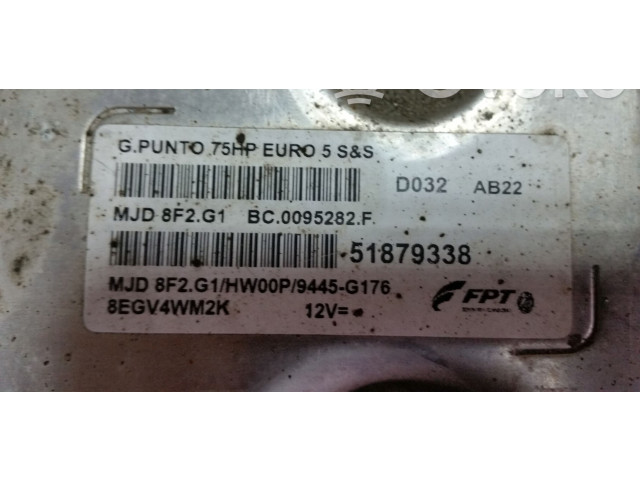 G.PUNTO 75HP EURO 5 S&S
D032 AB22
MJD 8F2.G1 BC.0095282.F.
51879338
MJD 8F2.G1/HW00P/9445-G176
8EGV4WM2K 12V=
FPT